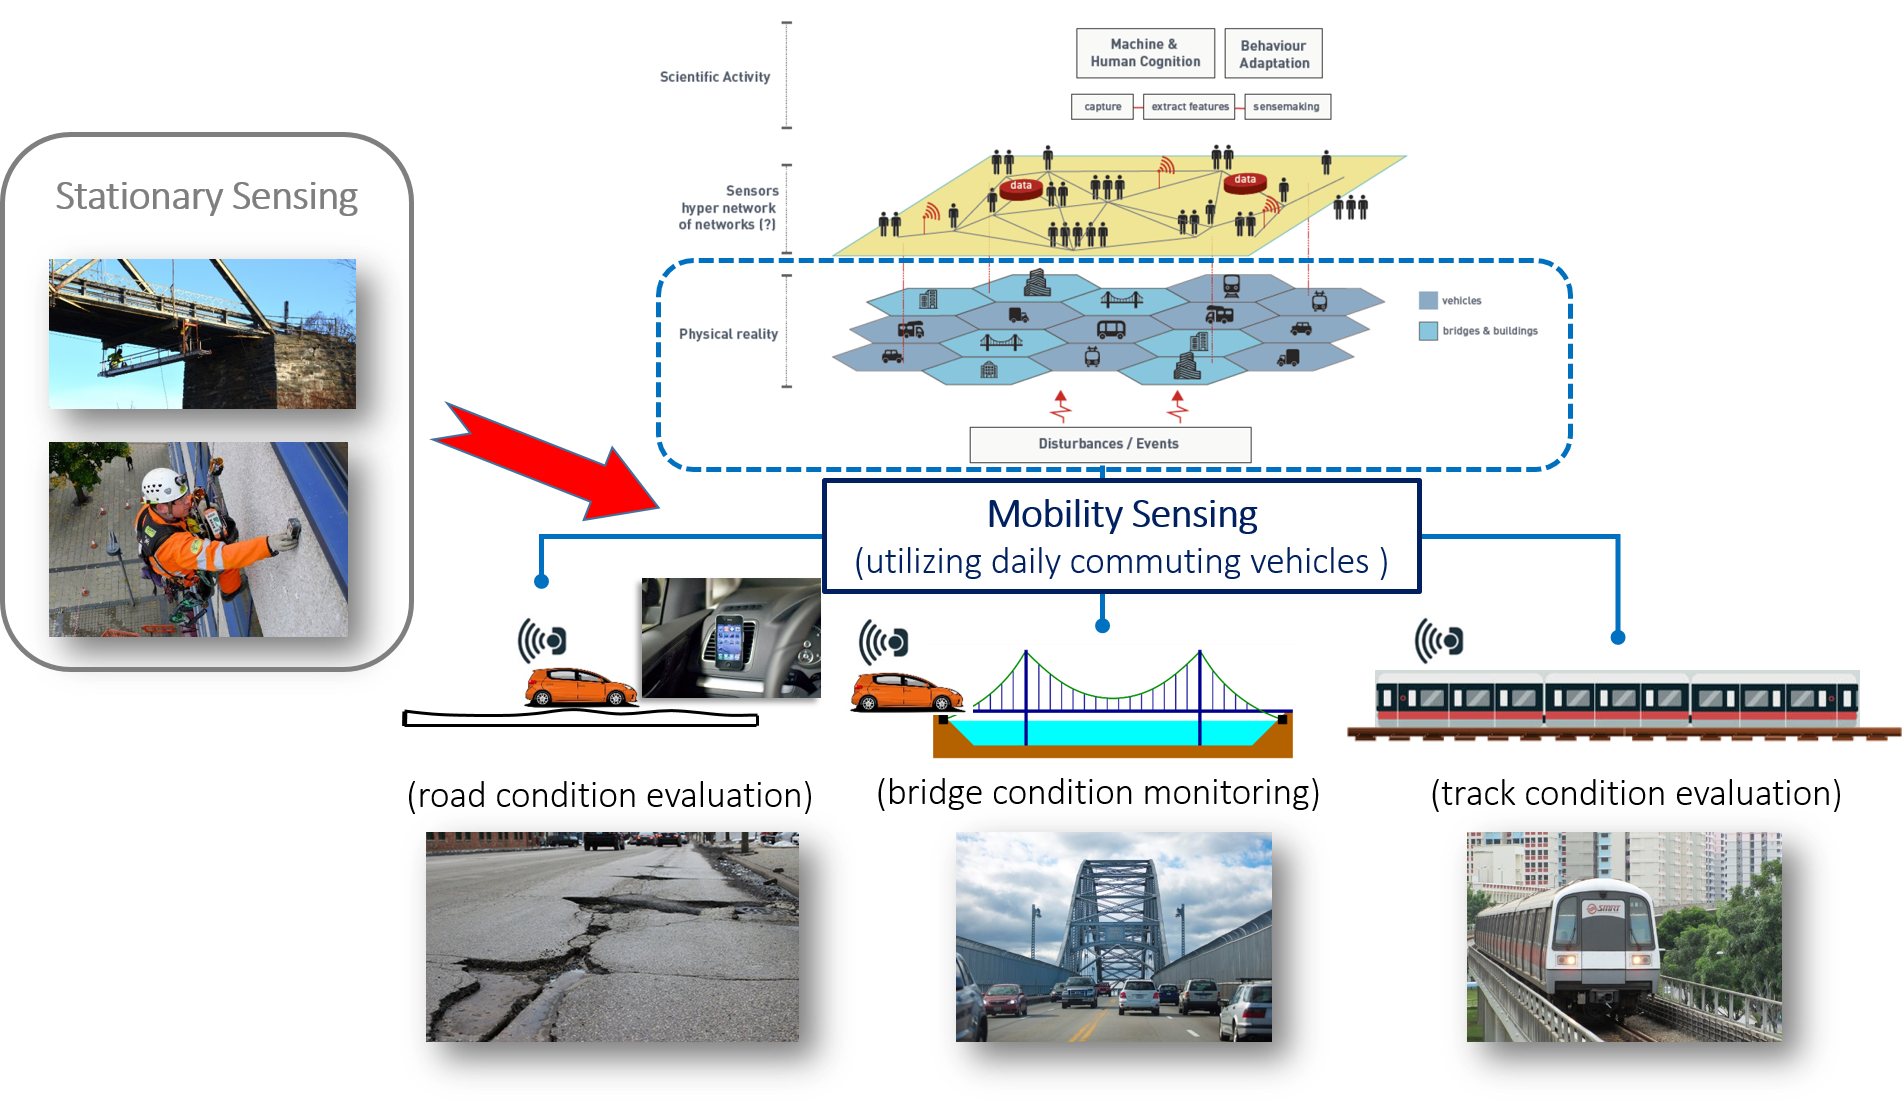 Scientific Activity
Machine &
Human Cognition
Behaviour
Adaptation
capture
extract features
sensemaking
Stationary Sensing
Sensors
hyper network
of networks (?)
data
data
Physical reality
vehicles
bridges & buildings
Disturbances / Events
Mobility Sensing
(utilizing daily commuting vehicles )
(road condition evaluation)
(bridge condition monitoring)
(track condition evaluation)
SMRT